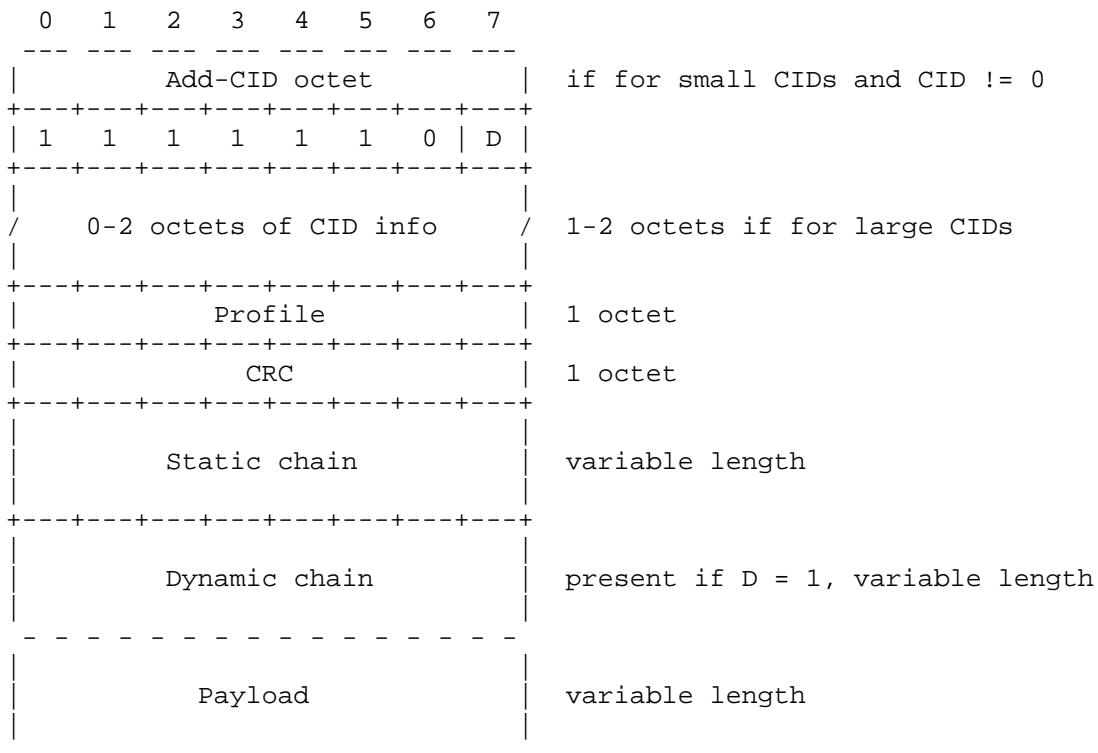 0 1 2 3 4 5 6 7
--- --- --- --- --- --- --- ---
| Add-CID octet | if for small CIDs and CID != 0
+---+---+---+---+---+---+---+---+
| 1 1 1 1 1 1 0 | D |
+---+---+---+---+---+---+---+---+
| |
/ 0-2 octets of CID info / 1-2 octets if for large CIDs
| |
+---+---+---+---+---+---+---+---+
| Profile | 1 octet
+---+---+---+---+---+---+---+---+
| CRC | 1 octet
+---+---+---+---+---+---+---+---+
| |
| Static chain | variable length
| |
+---+---+---+---+---+---+---+---+
| |
| Dynamic chain | present if D = 1, variable length
| |
- - - - - - - - - - - - - - - -
| |
| Payload | variable length
| |